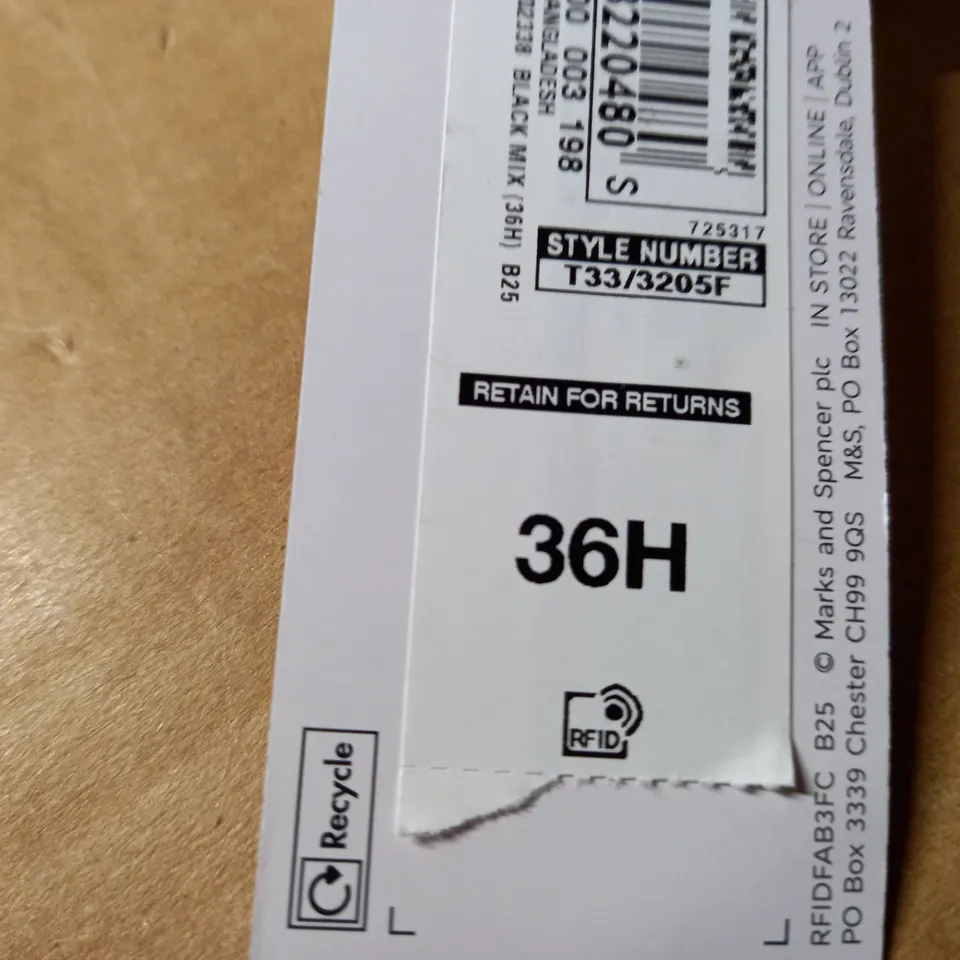 8220480
S
00 003 198
BANGLADESH
02338 BLACK MIX (36H) B25
725317
STYLE NUMBER
T33/3205F
RETAIN FOR RETURNS
36H
RFID
Recycle
RFIDFAB3FC B25 © Marks and Spencer plc IN STORE | ONLINE | APP
PO Box 3339 Chester CH99 9QS M&S, PO Box 13022 Ravensdale, Dublin 2